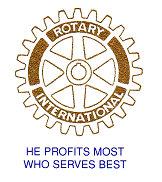 ROTARY
INTERNATIONAL
HE PROFITS MOST
WHO SERVES BEST